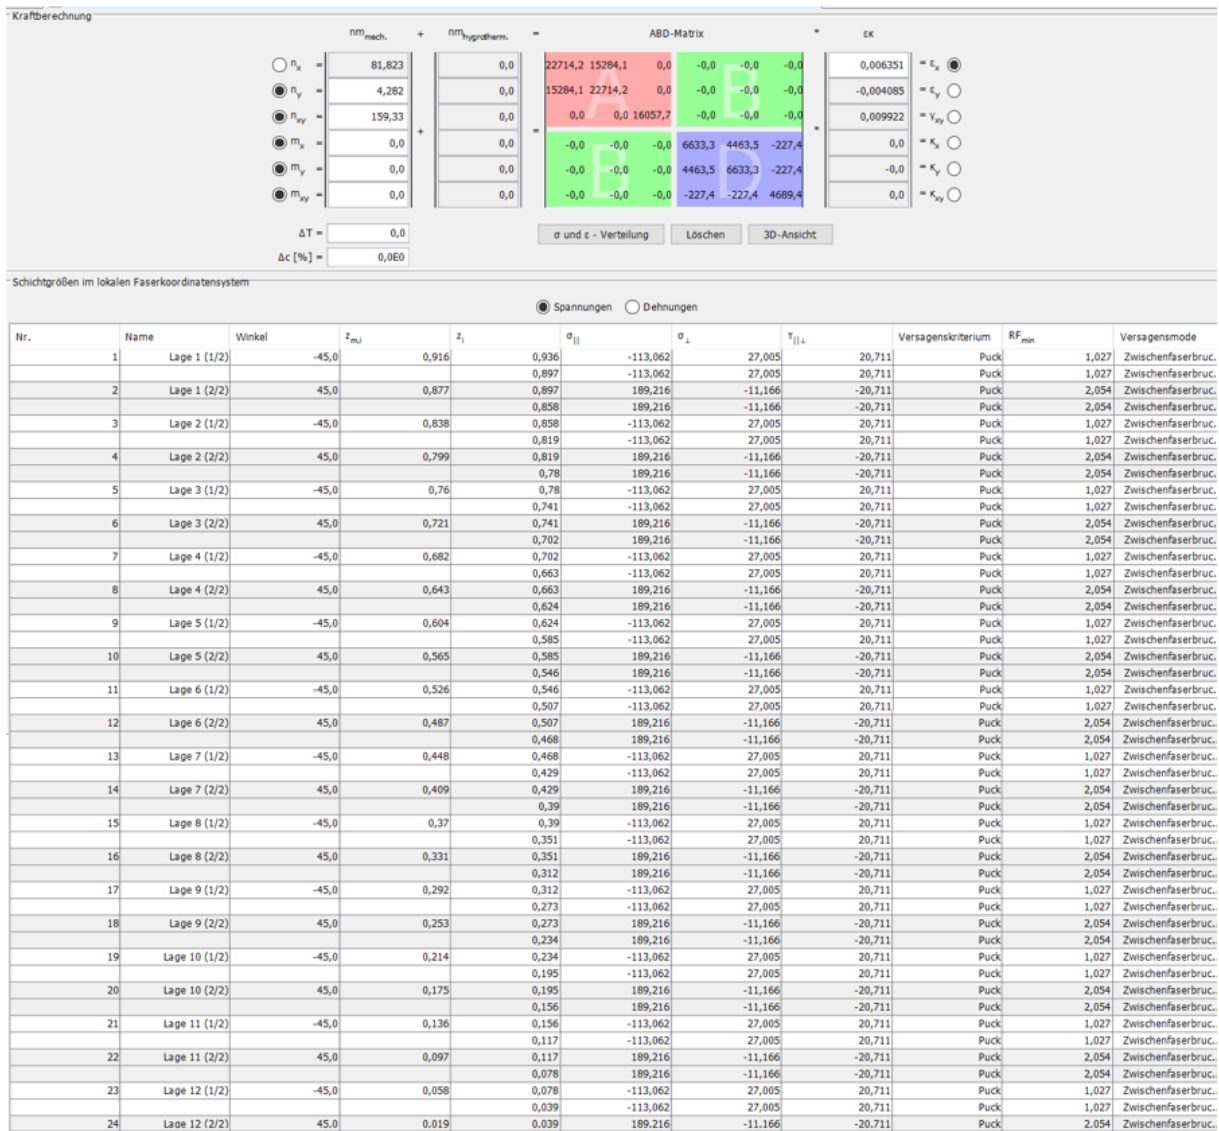 Kraftberechnung
nm mech. + nm hygrotherm. = ABD-Matrix * εκ
n x = 81,823 0,0 22714,2 15284,1 0,0 -0,0 -0,0 -0,0 0,006351 = ε x
n y = 4,282 0,0 15284,1 22714,2 0,0 -0,0 -0,0 -0,0 -0,004085 = ε y
n xy = 159,33 0,0 0,0 0,0 16057,7 -0,0 -0,0 -0,0 0,009922 = γ xy
+ = * A B B D
m x = 0,0 0,0 -0,0 -0,0 -0,0 6633,3 4463,5 -227,4 0,0 = κ x
m y = 0,0 0,0 -0,0 -0,0 -0,0 4463,5 6633,3 -227,4 -0,0 = κ y
m xy = 0,0 0,0 -0,0 -0,0 -0,0 -227,4 -227,4 4689,4 0,0 = κ xy
ΔT = 0,0 σ und ε - Verteilung Löschen 3D-Ansicht
Δc [%] = 0,0E0
Schichtgrößen im lokalen Faserkoordinatensystem
Spannungen Dehnungen
Nr. Name Winkel z m,i z i σ || σ ⊥ τ ||⊥ Versagenskriterium RF min Versagensmode
1 Lage 1 (1/2) -45,0 0,916 0,936 -113,062 27,005 20,711 Puck 1,027 Zwischenfaserbruc...
0,897 -113,062 27,005 20,711 Puck 1,027 Zwischenfaserbruc...
2 Lage 1 (2/2) 45,0 0,877 0,897 189,216 -11,166 -20,711 Puck 2,054 Zwischenfaserbruc...
0,858 189,216 -11,166 -20,711 Puck 2,054 Zwischenfaserbruc...
3 Lage 2 (1/2) -45,0 0,838 0,858 -113,062 27,005 20,711 Puck 1,027 Zwischenfaserbruc...
0,819 -113,062 27,005 20,711 Puck 1,027 Zwischenfaserbruc...
4 Lage 2 (2/2) 45,0 0,799 0,819 189,216 -11,166 -20,711 Puck 2,054 Zwischenfaserbruc...
0,78 189,216 -11,166 -20,711 Puck 2,054 Zwischenfaserbruc...
5 Lage 3 (1/2) -45,0 0,76 0,78 -113,062 27,005 20,711 Puck 1,027 Zwischenfaserbruc...
0,741 -113,062 27,005 20,711 Puck 1,027 Zwischenfaserbruc...
6 Lage 3 (2/2) 45,0 0,721 0,741 189,216 -11,166 -20,711 Puck 2,054 Zwischenfaserbruc...
0,702 189,216 -11,166 -20,711 Puck 2,054 Zwischenfaserbruc...
7 Lage 4 (1/2) -45,0 0,682 0,702 -113,062 27,005 20,711 Puck 1,027 Zwischenfaserbruc...
0,663 -113,062 27,005 20,711 Puck 1,027 Zwischenfaserbruc...
8 Lage 4 (2/2) 45,0 0,643 0,663 189,216 -11,166 -20,711 Puck 2,054 Zwischenfaserbruc...
0,624 189,216 -11,166 -20,711 Puck 2,054 Zwischenfaserbruc...
9 Lage 5 (1/2) -45,0 0,604 0,624 -113,062 27,005 20,711 Puck 1,027 Zwischenfaserbruc...
0,585 -113,062 27,005 20,711 Puck 1,027 Zwischenfaserbruc...
10 Lage 5 (2/2) 45,0 0,565 0,585 189,216 -11,166 -20,711 Puck 2,054 Zwischenfaserbruc...
0,546 189,216 -11,166 -20,711 Puck 2,054 Zwischenfaserbruc...
11 Lage 6 (1/2) -45,0 0,526 0,546 -113,062 27,005 20,711 Puck 1,027 Zwischenfaserbruc...
0,507 -113,062 27,005 20,711 Puck 1,027 Zwischenfaserbruc...
12 Lage 6 (2/2) 45,0 0,487 0,507 189,216 -11,166 -20,711 Puck 2,054 Zwischenfaserbruc...
0,468 189,216 -11,166 -20,711 Puck 2,054 Zwischenfaserbruc...
13 Lage 7 (1/2) -45,0 0,448 0,468 -113,062 27,005 20,711 Puck 1,027 Zwischenfaserbruc...
0,429 -113,062 27,005 20,711 Puck 1,027 Zwischenfaserbruc...
14 Lage 7 (2/2) 45,0 0,409 0,429 189,216 -11,166 -20,711 Puck 2,054 Zwischenfaserbruc...
0,39 189,216 -11,166 -20,711 Puck 2,054 Zwischenfaserbruc...
15 Lage 8 (1/2) -45,0 0,37 0,39 -113,062 27,005 20,711 Puck 1,027 Zwischenfaserbruc...
0,351 -113,062 27,005 20,711 Puck 1,027 Zwischenfaserbruc...
16 Lage 8 (2/2) 45,0 0,331 0,351 189,216 -11,166 -20,711 Puck 2,054 Zwischenfaserbruc...
0,312 189,216 -11,166 -20,711 Puck 2,054 Zwischenfaserbruc...
17 Lage 9 (1/2) -45,0 0,292 0,312 -113,062 27,005 20,711 Puck 1,027 Zwischenfaserbruc...
0,273 -113,062 27,005 20,711 Puck 1,027 Zwischenfaserbruc...
18 Lage 9 (2/2) 45,0 0,253 0,273 189,216 -11,166 -20,711 Puck 2,054 Zwischenfaserbruc...
0,234 189,216 -11,166 -20,711 Puck 2,054 Zwischenfaserbruc...
19 Lage 10 (1/2) -45,0 0,214 0,234 -113,062 27,005 20,711 Puck 1,027 Zwischenfaserbruc...
0,195 -113,062 27,005 20,711 Puck 1,027 Zwischenfaserbruc...
20 Lage 10 (2/2) 45,0 0,175 0,195 189,216 -11,166 -20,711 Puck 2,054 Zwischenfaserbruc...
0,156 189,216 -11,166 -20,711 Puck 2,054 Zwischenfaserbruc...
21 Lage 11 (1/2) -45,0 0,136 0,156 -113,062 27,005 20,711 Puck 1,027 Zwischenfaserbruc...
0,117 -113,062 27,005 20,711 Puck 1,027 Zwischenfaserbruc...
22 Lage 11 (2/2) 45,0 0,097 0,117 189,216 -11,166 -20,711 Puck 2,054 Zwischenfaserbruc...
0,078 189,216 -11,166 -20,711 Puck 2,054 Zwischenfaserbruc...
23 Lage 12 (1/2) -45,0 0,058 0,078 -113,062 27,005 20,711 Puck 1,027 Zwischenfaserbruc...
0,039 -113,062 27,005 20,711 Puck 1,027 Zwischenfaserbruc...
24 Lage 12 (2/2) 45,0 0,019 0,039 189,216 -11,166 -20,711 Puck 2,054 Zwischenfaserbruc...